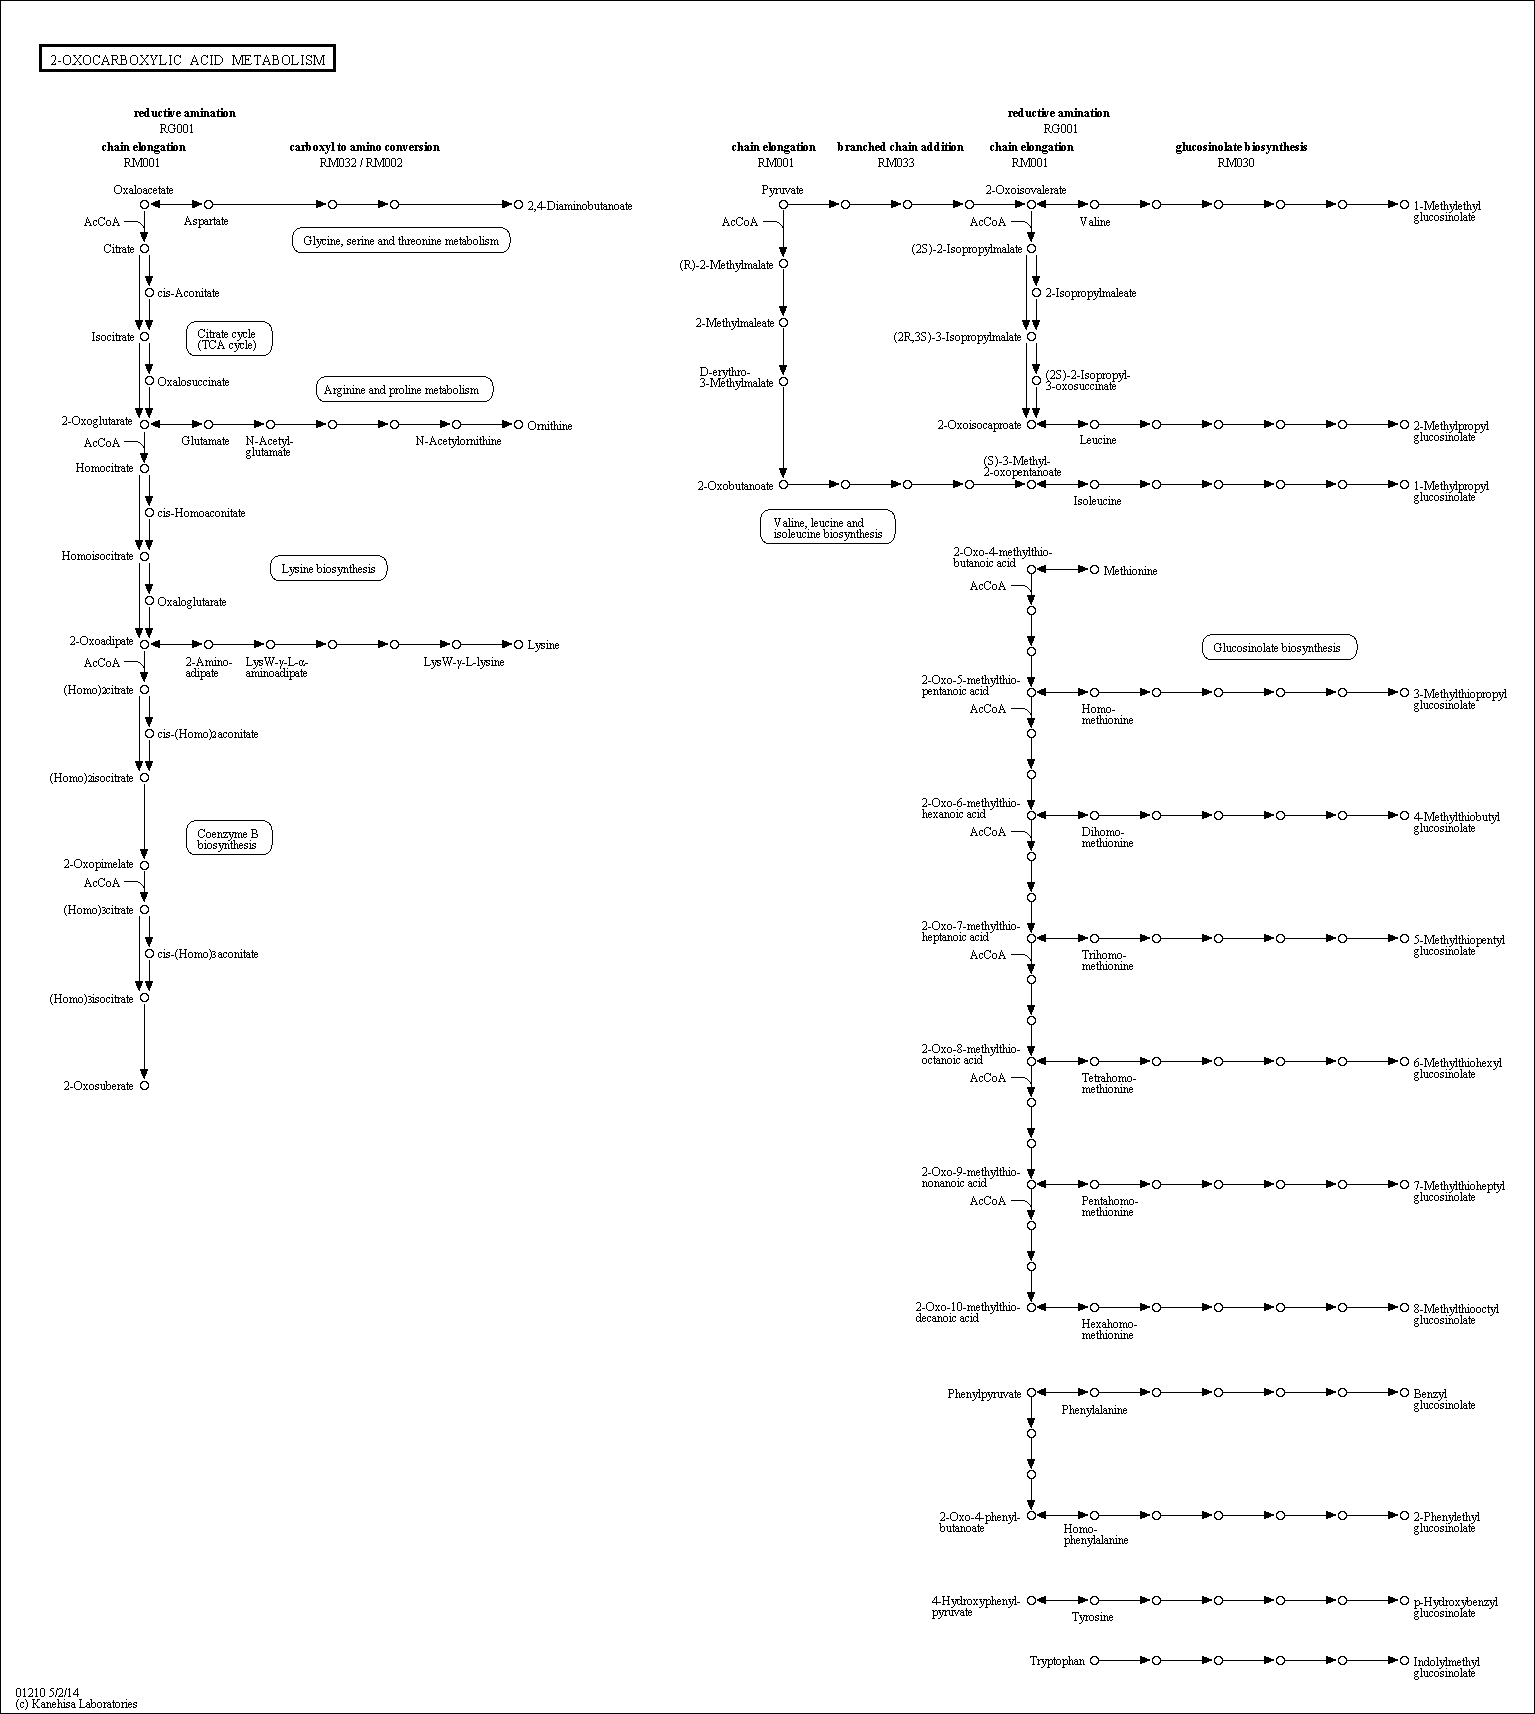 2-OXOCARBOXYLIC ACID METABOLISM
reductive amination
RG001
chain elongation
RM001
carboxyl to amino conversion
RM032 / RM002
Oxaloacetate
AcCoA
Aspartate
2,4-Diaminobutanoate
Glycine, serine and threonine metabolism
Citrate
cis-Aconitate
Isocitrate
Citrate cycle
(TCA cycle)
Oxalosuccinate
Arginine and proline metabolism
2-Oxoglutarate
AcCoA
Glutamate
N-Acetyl-
glutamate
N-Acetylornithine
Ornithine
Homocitrate
cis-Homoaconitate
Homoisocitrate
Lysine biosynthesis
Oxaloglutarate
2-Oxoadipate
AcCoA
2-Amino-
adipate
LysW-γ-L-α-
aminoadipate
LysW-γ-L-lysine
Lysine
(Homo)2citrate
cis-(Homo)2aconitate
(Homo)2isocitrate
Coenzyme B
biosynthesis
2-Oxopimelate
AcCoA
(Homo)3citrate
cis-(Homo)3aconitate
(Homo)3isocitrate
2-Oxosuberate
reductive amination
RG001
chain elongation
RM001
branched chain addition
RM033
chain elongation
RM001
glucosinolate biosynthesis
RM030
Pyruvate
AcCoA
2-Oxoisovalerate
AcCoA
Valine
1-Methylethyl
glucosinolate
(R)-2-Methylmalate
(2S)-2-Isopropylmalate
2-Isopropylmaleate
2-Methylmaleate
(2R,3S)-3-Isopropylmalate
D-erythro-
3-Methylmalate
(2S)-2-Isopropyl-
3-oxosuccinate
2-Oxoisocaproate
Leucine
2-Methylpropyl
glucosinolate
2-Oxobutanoate
(S)-3-Methyl-
2-oxopentanoate
Isoleucine
1-Methylpropyl
glucosinolate
Valine, leucine and
isoleucine biosynthesis
2-Oxo-4-methylthio-
butanoic acid
AcCoA
Methionine
Glucosinolate biosynthesis
2-Oxo-5-methylthio-
pentanoic acid
AcCoA
Homo-
methionine
3-Methylthiopropyl
glucosinolate
2-Oxo-6-methylthio-
hexanoic acid
AcCoA
Dihomo-
methionine
4-Methylthiobutyl
glucosinolate
2-Oxo-7-methylthio-
heptanoic acid
AcCoA
Trihomo-
methionine
5-Methylthiopentyl
glucosinolate
2-Oxo-8-methylthio-
octanoic acid
AcCoA
Tetrahomo-
methionine
6-Methylthiohexyl
glucosinolate
2-Oxo-9-methylthio-
nonanoic acid
AcCoA
Pentahomo-
methionine
7-Methylthioheptyl
glucosinolate
2-Oxo-10-methylthio-
decanoic acid
Hexahomo-
methionine
8-Methylthiooctyl
glucosinolate
Phenylpyruvate
Phenylalanine
Benzyl
glucosinolate
2-Oxo-4-phenyl-
butanoate
Homo-
phenylalanine
2-Phenylethyl
glucosinolate
4-Hydroxyphenyl-
pyruvate
Tyrosine
p-Hydroxybenzyl
glucosinolate
Tryptophan
Indolylmethyl
glucosinolate
01210 5/2/14
(c) Kanehisa Laboratories